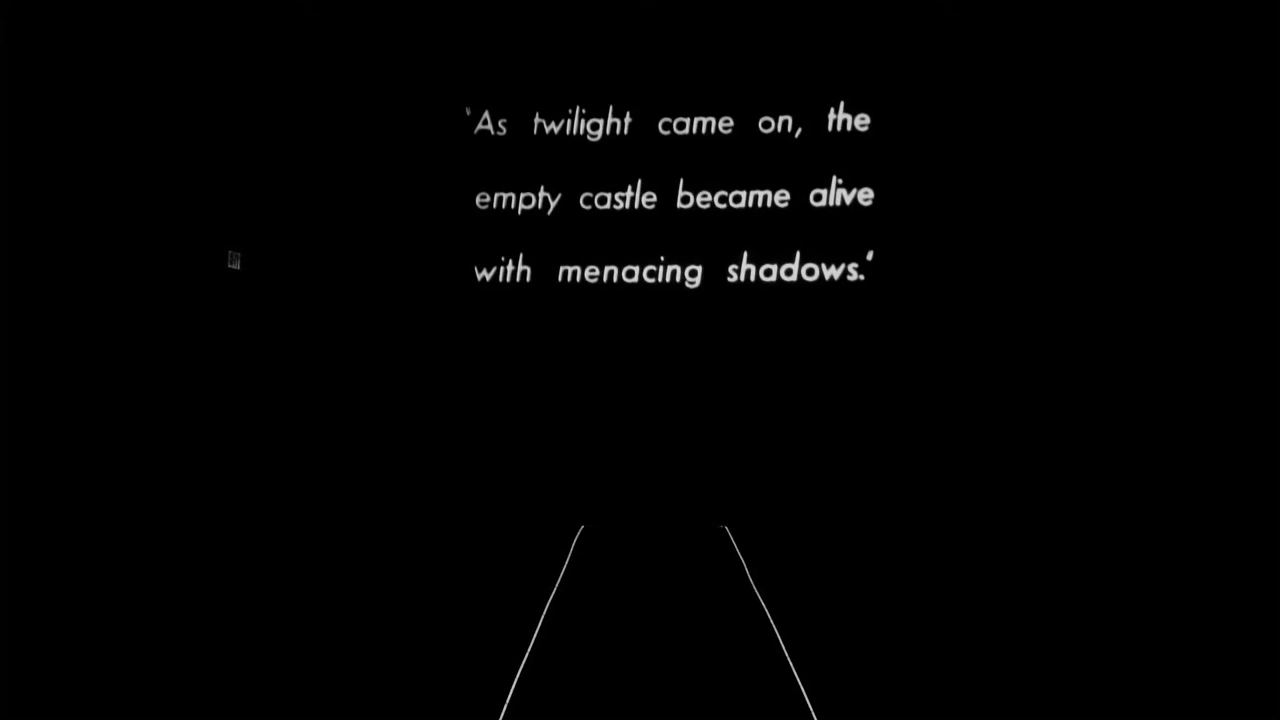 'As twilight came on, the
empty castle became alive
with menacing shadows.'